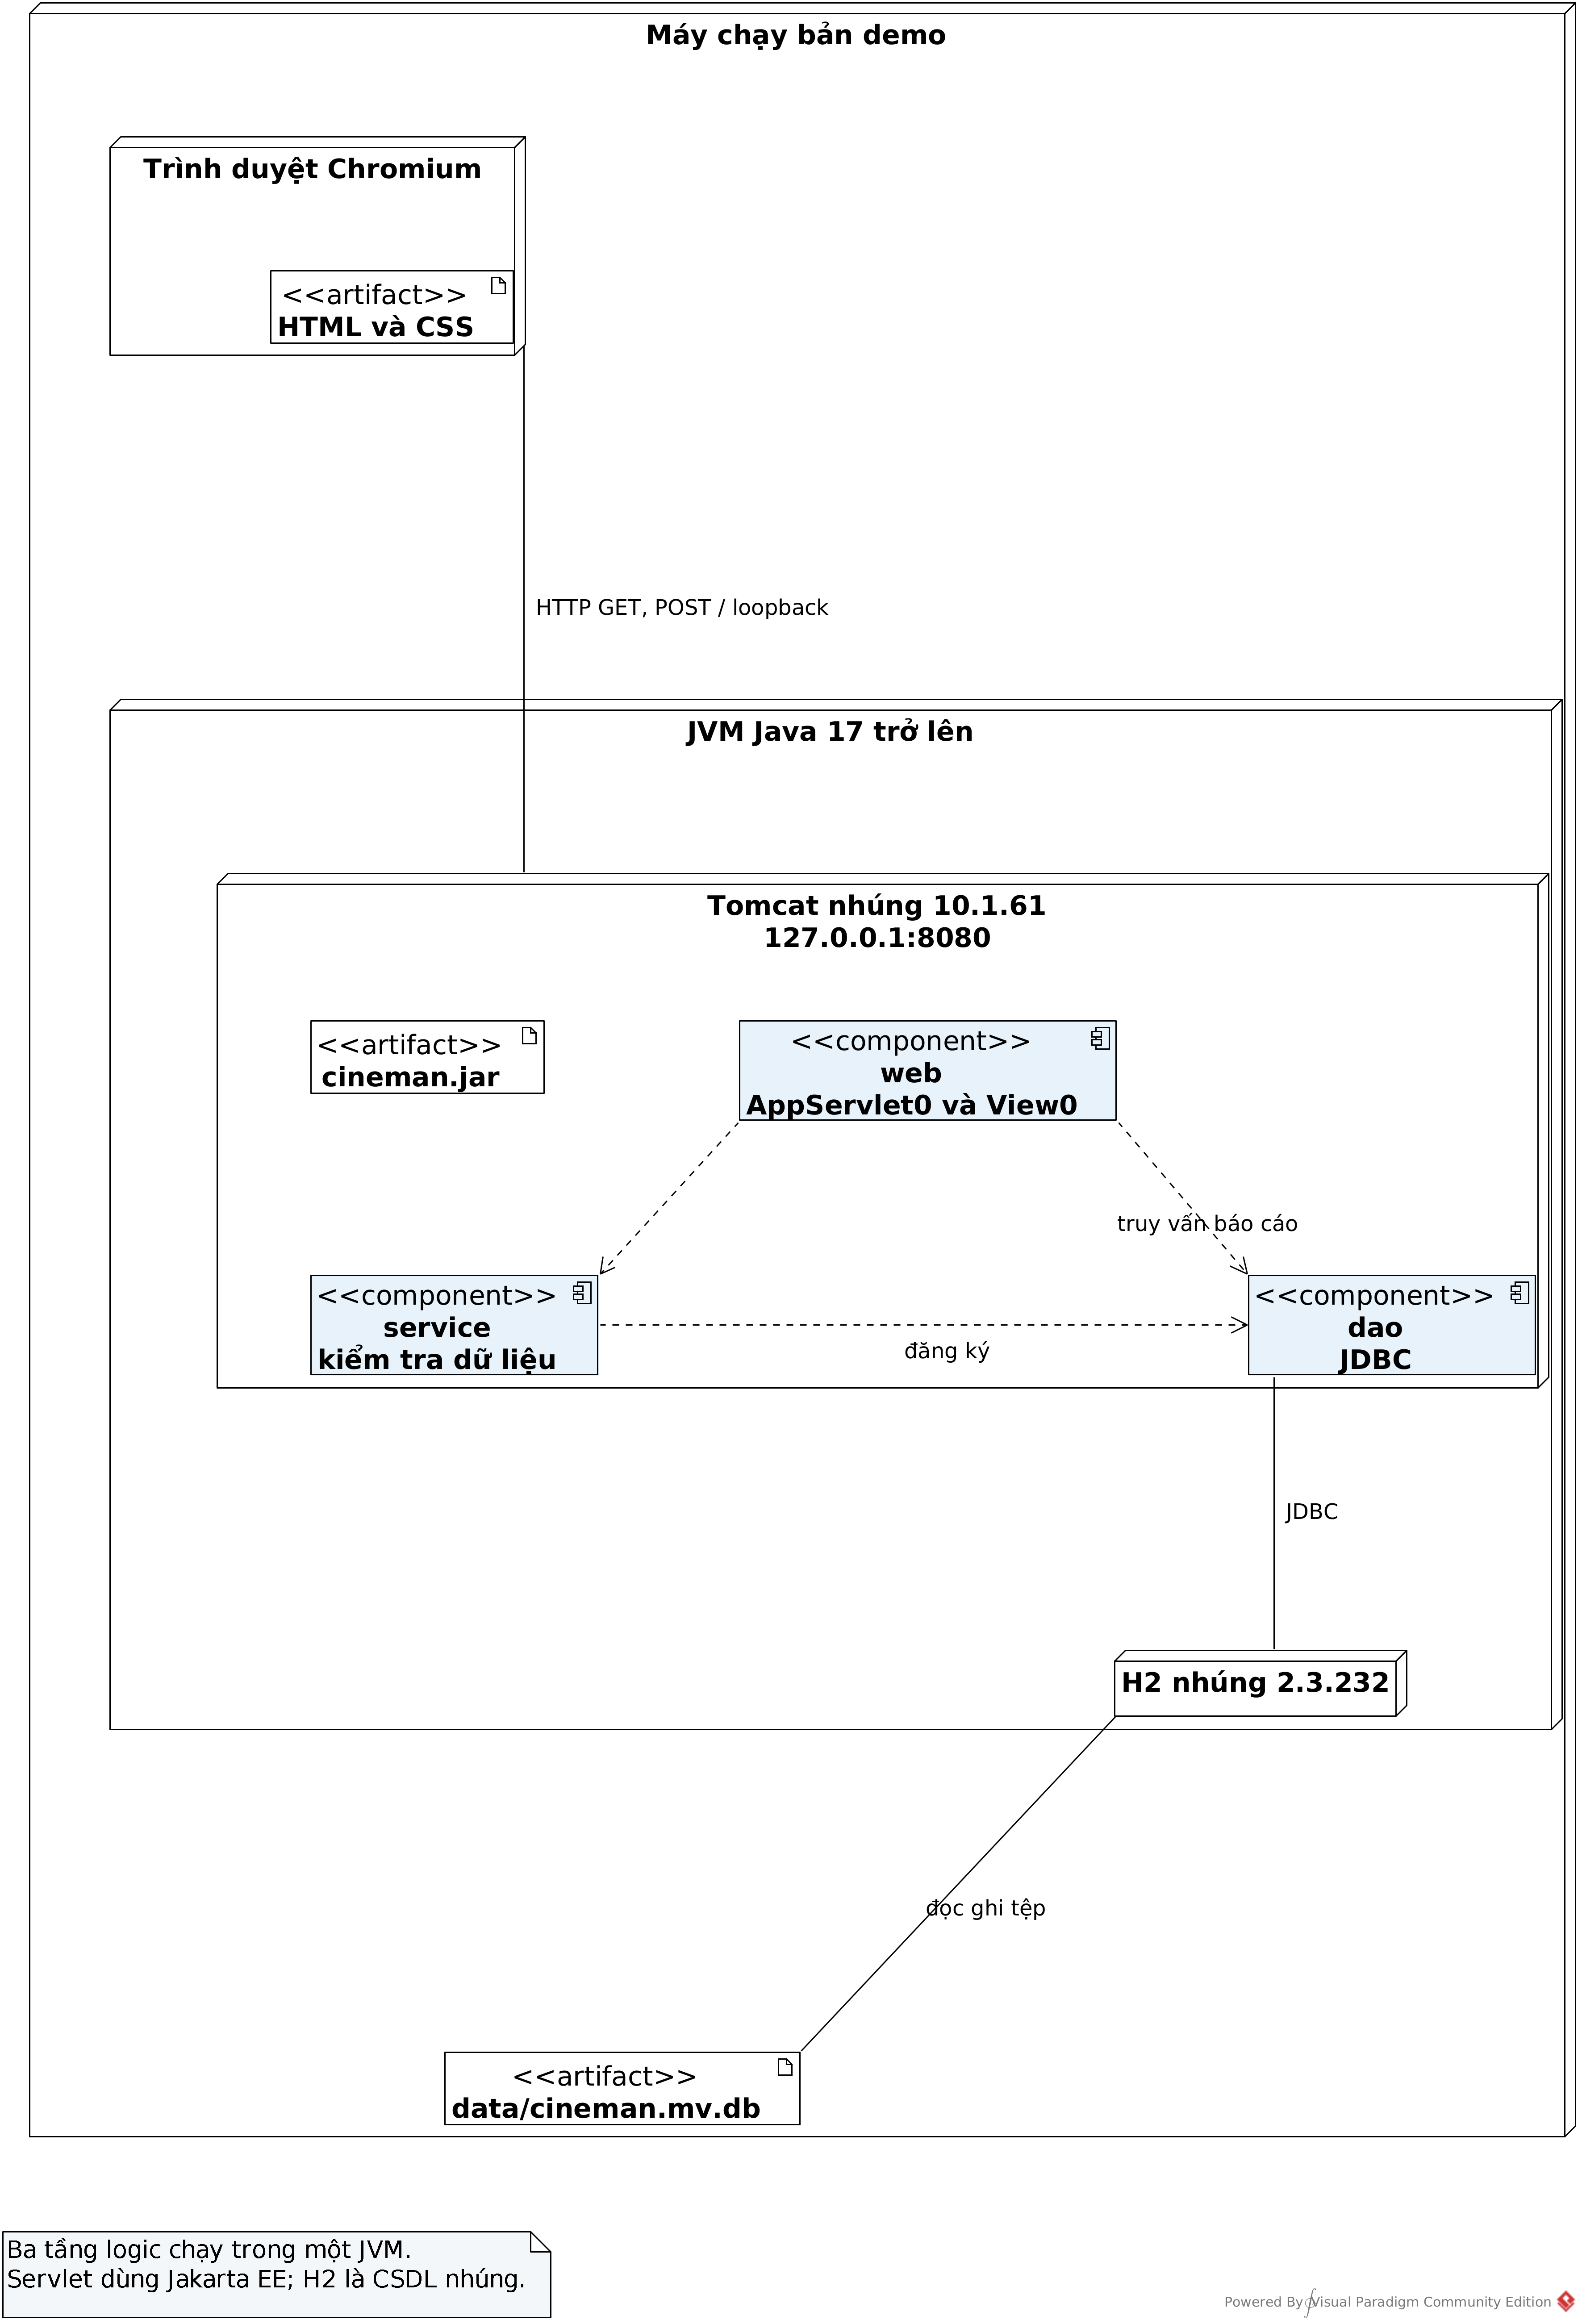 Máy chạy bản demo
Trình duyệt Chromium
<<artifact>>
HTML và CSS
HTTP GET, POST / loopback
JVM Java 17 trở lên
Tomcat nhúng 10.1.61
127.0.0.1:8080
<<artifact>>
cineman.jar
<<component>>
web
AppServlet0 và View0
truy vấn báo cáo
<<component>>
service
kiểm tra dữ liệu
đăng ký
<<component>>
dao
JDBC
JDBC
H2 nhúng 2.3.232
đọc ghi tệp
<<artifact>>
data/cineman.mv.db
Ba tầng logic chạy trong một JVM.
Servlet dùng Jakarta EE; H2 là CSDL nhúng.
Powered By Visual Paradigm Community Edition